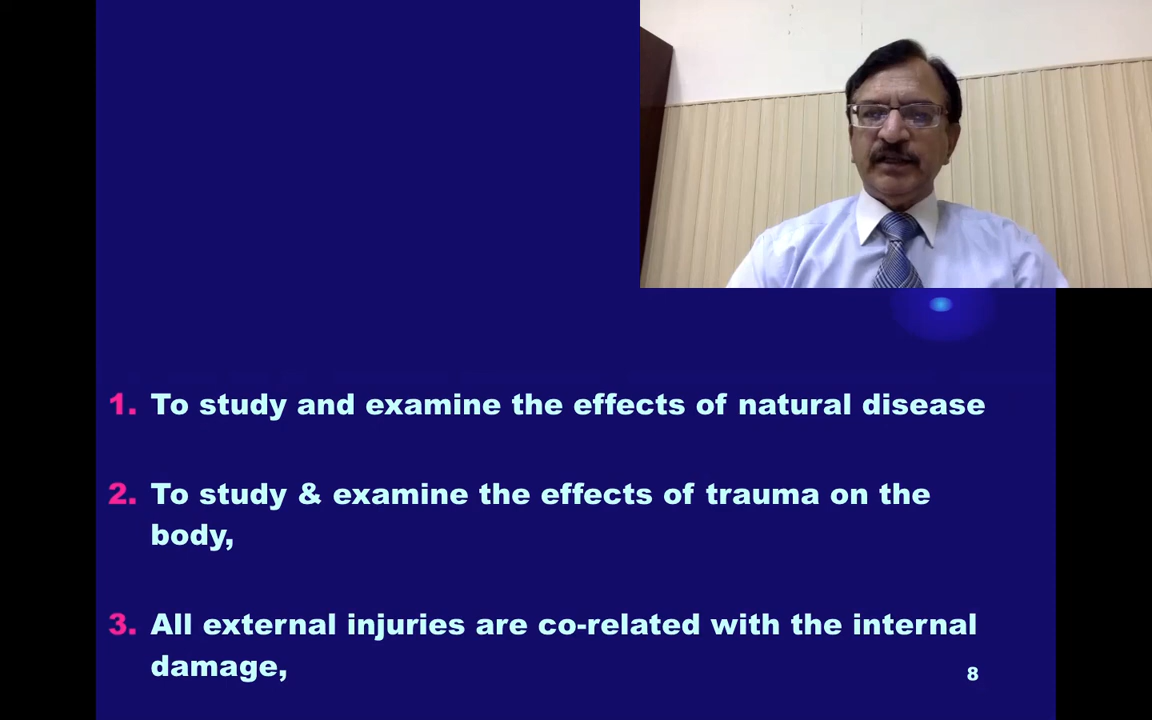 1. To study and examine the effects of natural disease
2. To study & examine the effects of trauma on the
body,
3. All external injuries are co-related with the internal
damage,
8